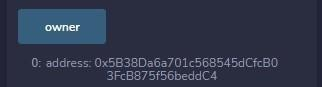 owner
0: address: 0x5B38Da6a701c568545dCfcB0
3FcB875f56beddC4